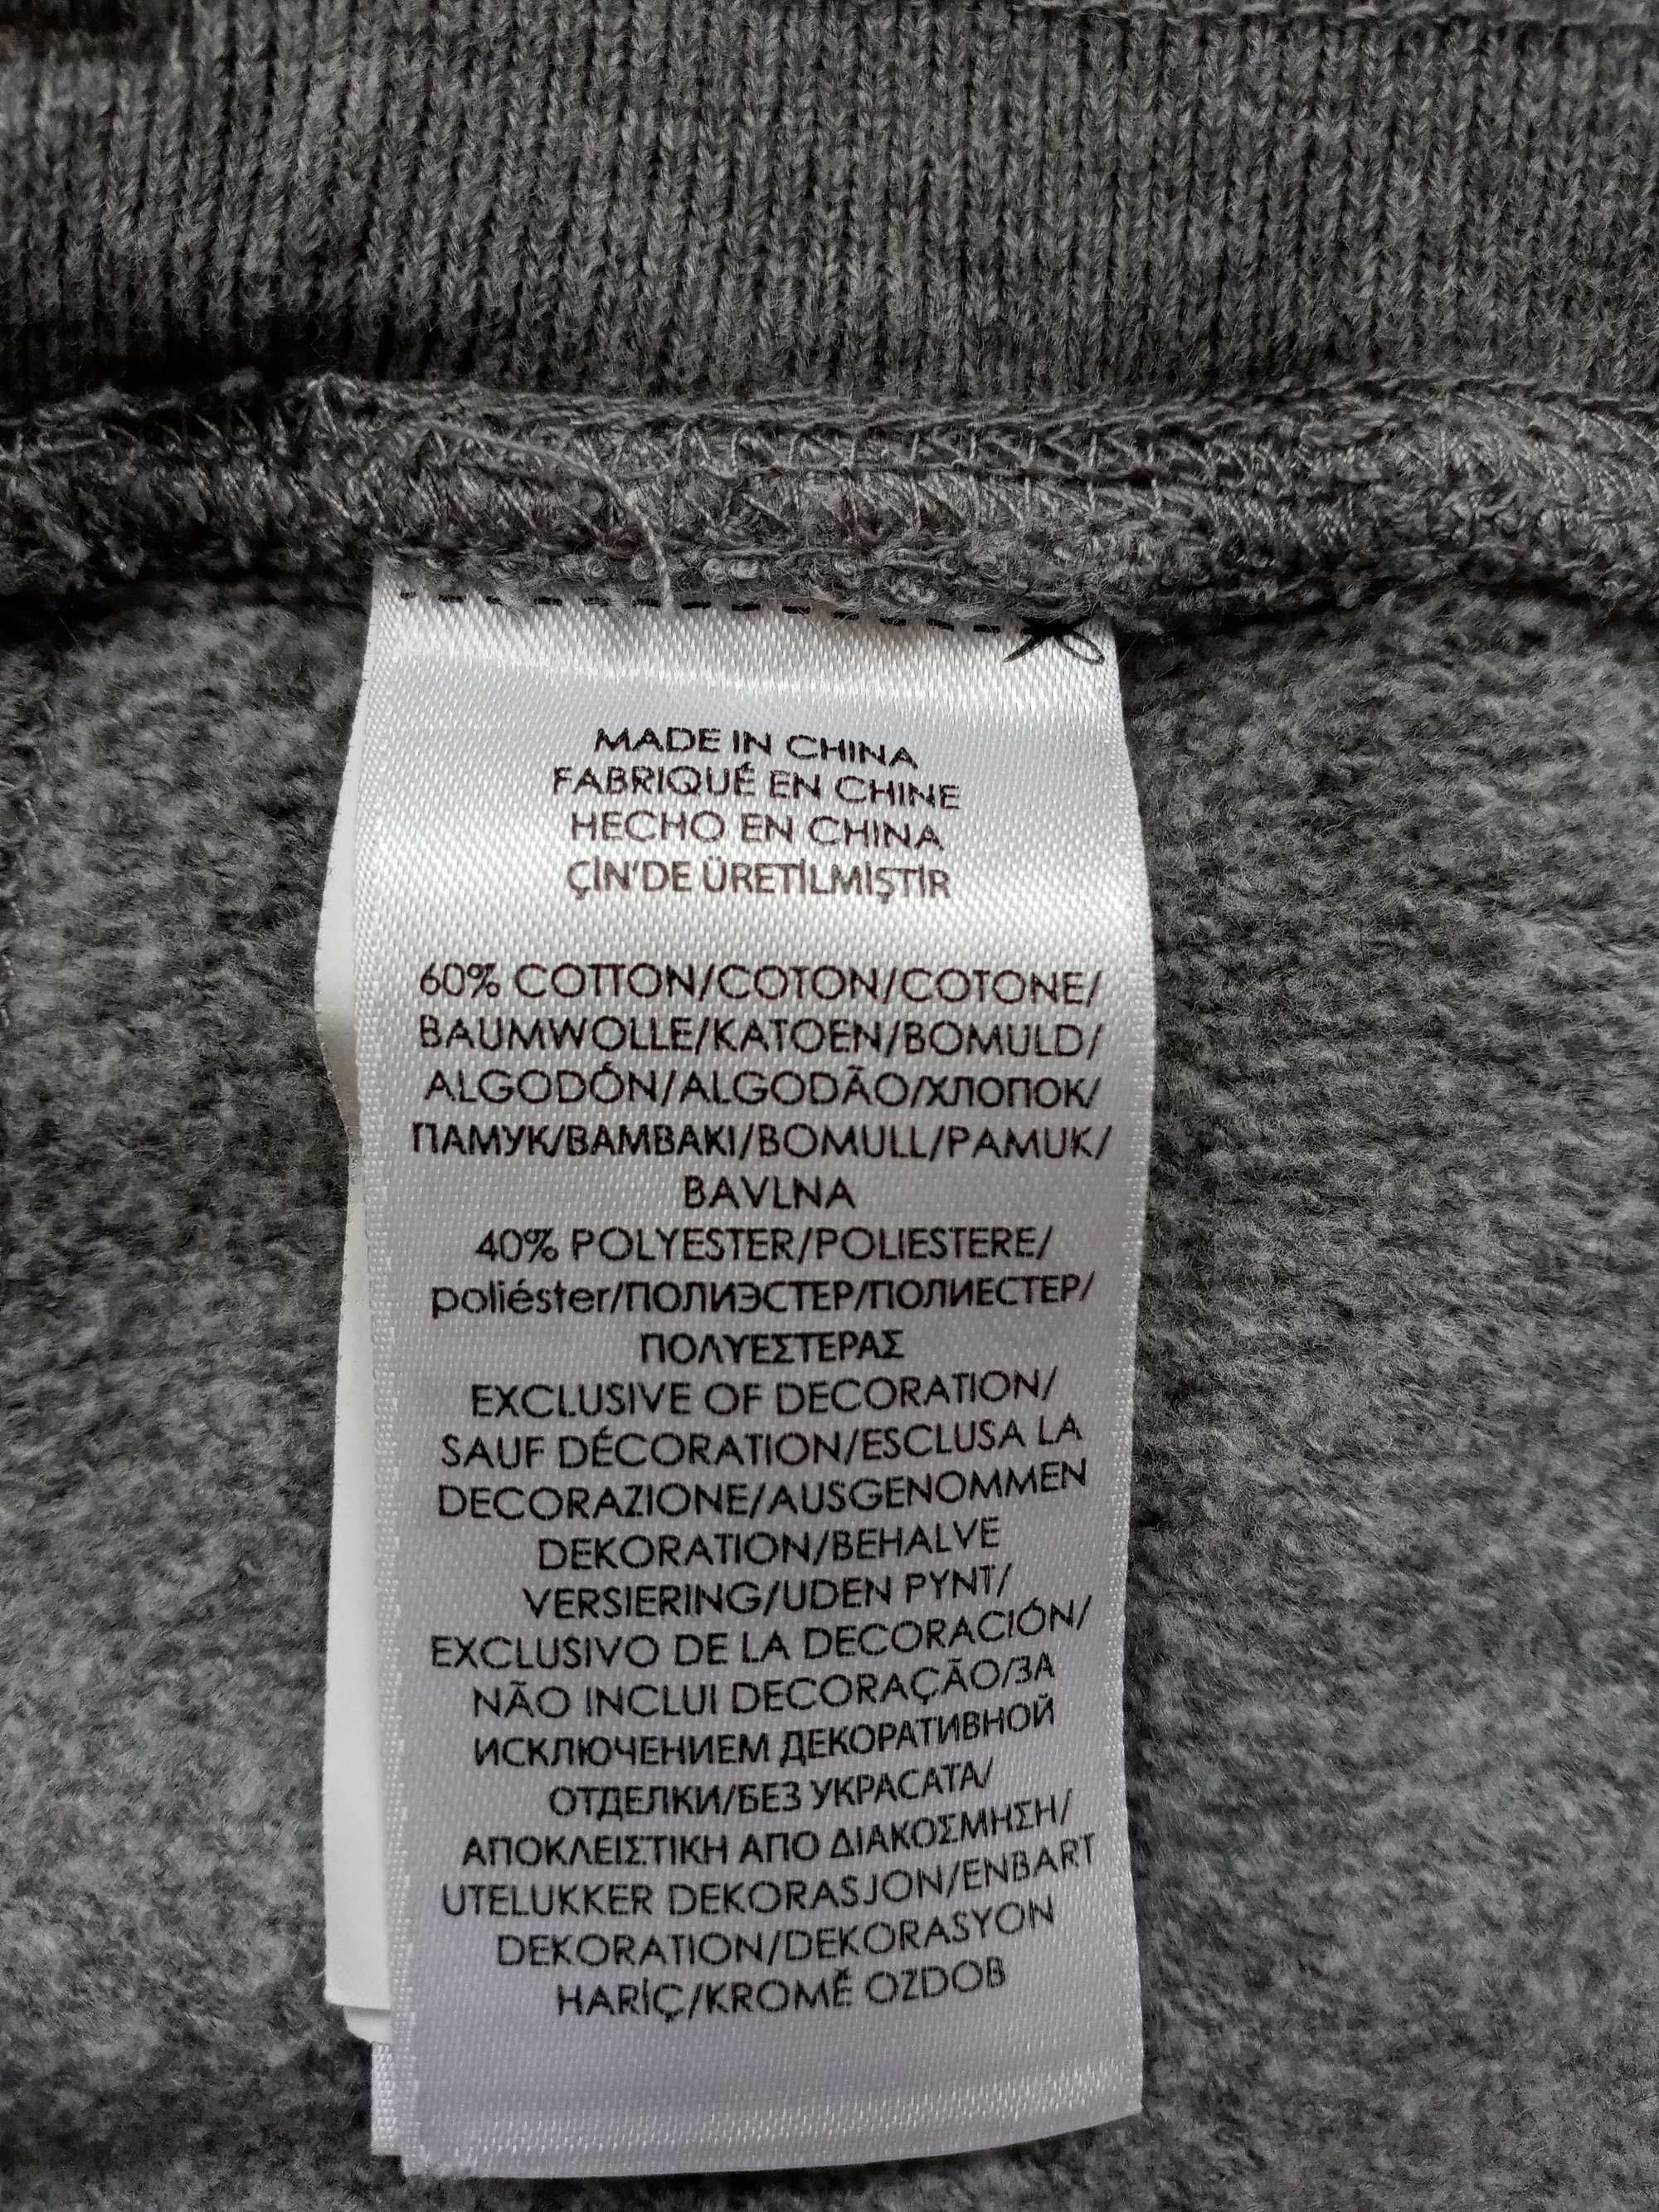 MADE IN CHINA
FABRIQUÉ EN CHINE
HECHO EN CHINA
ÇİN'DE ÜRETİLMİŞTİR
60% COTTON/COTON/COTONE/
BAUMWOLLE/KATOEN/BOMULD/
ALGODÓN/ALGODÃO/ХЛОПОК/
ПАМУК/ΒΑΜΒΑΚΙ/BOMULL/PAMUK/
BAVLNA
40% POLYESTER/POLIESTERE/
poliéster/ПОЛИЭСТЕР/ПОЛИЕСТЕР/
ΠΟΛΥΕΣΤΕΡΑΣ
EXCLUSIVE OF DECORATION/
SAUF DÉCORATION/ESCLUSA LA
DECORAZIONE/AUSGENOMMEN
DEKORATION/BEHALVE
VERSIERING/UDEN PYNT/
EXCLUSIVO DE LA DECORACIÓN/
NÃO INCLUI DECORAÇÃO/ЗА
ИСКЛЮЧЕНИЕМ ДЕКОРАТИВНОЙ
ОТДЕЛКИ/БЕЗ УКРАСАТА/
ΑΠΟΚΛΕΙΣΤΙΚΗ ΑΠΟ ΔΙΑΚΟΣΜΗΣΗ/
UTELUKKER DEKORASJON/ENBART
DEKORATION/DEKORASYON
HARİÇ/KROMĚ OZDOB